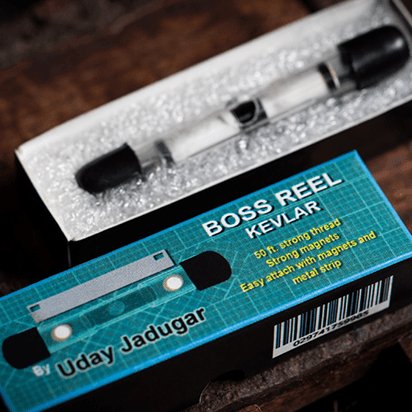 BOSS REEL
KEVLAR
50 ft. strong thread
Strong magnets
Easy attach with magnets and
metal strip
By Uday Jadugar